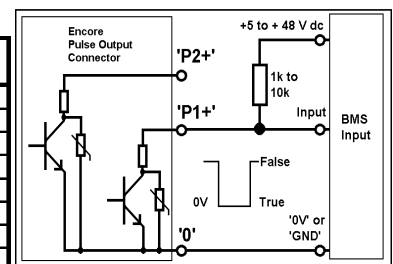 Encore
Pulse Output
Connector
+5 to + 48 V dc
'P2+'
1k to
10k
'P1+'
Input
BMS
Input
False
0V
True
'0'
'0V' or
'GND'